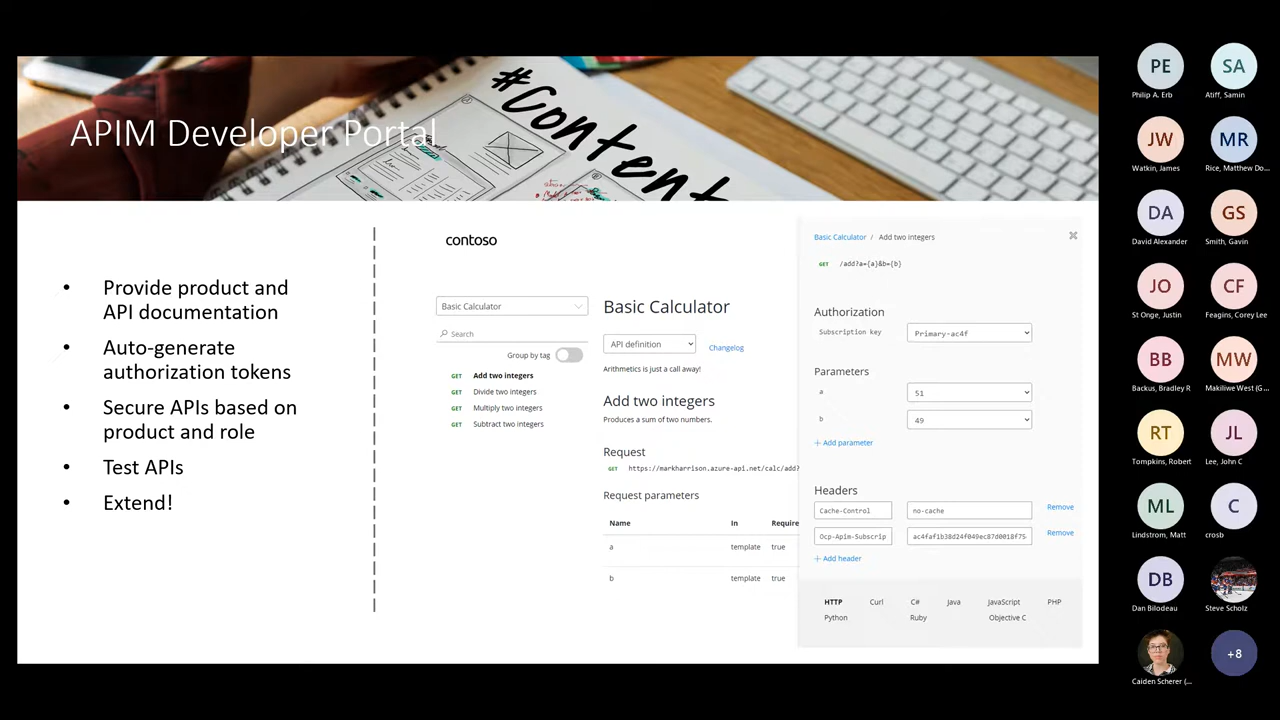 #Content
APIM Developer Portal
• Provide product and
API documentation
• Auto-generate
authorization tokens
• Secure APIs based on
product and role
• Test APIs
• Extend!
contoso
Basic Calculator
Search
Group by tag
GET Add two integers
GET Divide two integers
GET Multiply two integers
GET Subtract two integers
Basic Calculator
API definition
Changelog
Arithmetics is just a call away!
Add two integers
Produces a sum of two numbers.
Request
GET https://markharrison.azure-api.net/calc/add?
Request parameters
Name In Require
a template true
b template true
Basic Calculator / Add two integers
GET /add?a={a}&b={b}
Authorization
Subscription key Primary-ac4f
Parameters
a 51
b 49
+ Add parameter
Headers
Cache-Control no-cache Remove
Ocp-Apim-Subscrip ac4faf1b38d24f049ec87d0018f75 Remove
+ Add header
HTTP Curl C# Java JavaScript PHP
Python Ruby Objective C
PE SA
Philip A. Erb Atiff, Samin
JW MR
Watkin, James Rice, Matthew Do...
DA GS
David Alexander Smith, Gavin
JO CF
St Onge, Justin Feagins, Corey Lee
BB MW
Backus, Bradley R Makiliwe West (G ...
RT JL
Tompkins, Robert Lee, John C
ML C
Lindstrom, Matt crosb
DB
Dan Bilodeau Steve Scholz
+8
Caiden Scherer (...